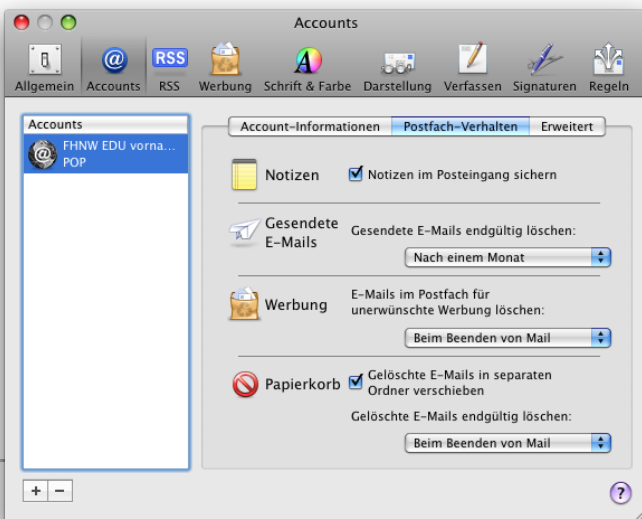 Accounts
RSS
Allgemein Accounts RSS Werbung Schrift & Farbe Darstellung Verfassen Signaturen Regeln
Accounts
FHNW EDU vorna...
POP
Account-Informationen Postfach-Verhalten Erweitert
Notizen
Notizen im Posteingang sichern
Gesendete
E-Mails
Gesendete E-Mails endgültig löschen:
Nach einem Monat
Werbung
E-Mails im Postfach für
unerwünschte Werbung löschen:
Beim Beenden von Mail
Papierkorb
Gelöschte E-Mails in separaten
Ordner verschieben
Gelöschte E-Mails endgültig löschen:
Beim Beenden von Mail
+ −
?